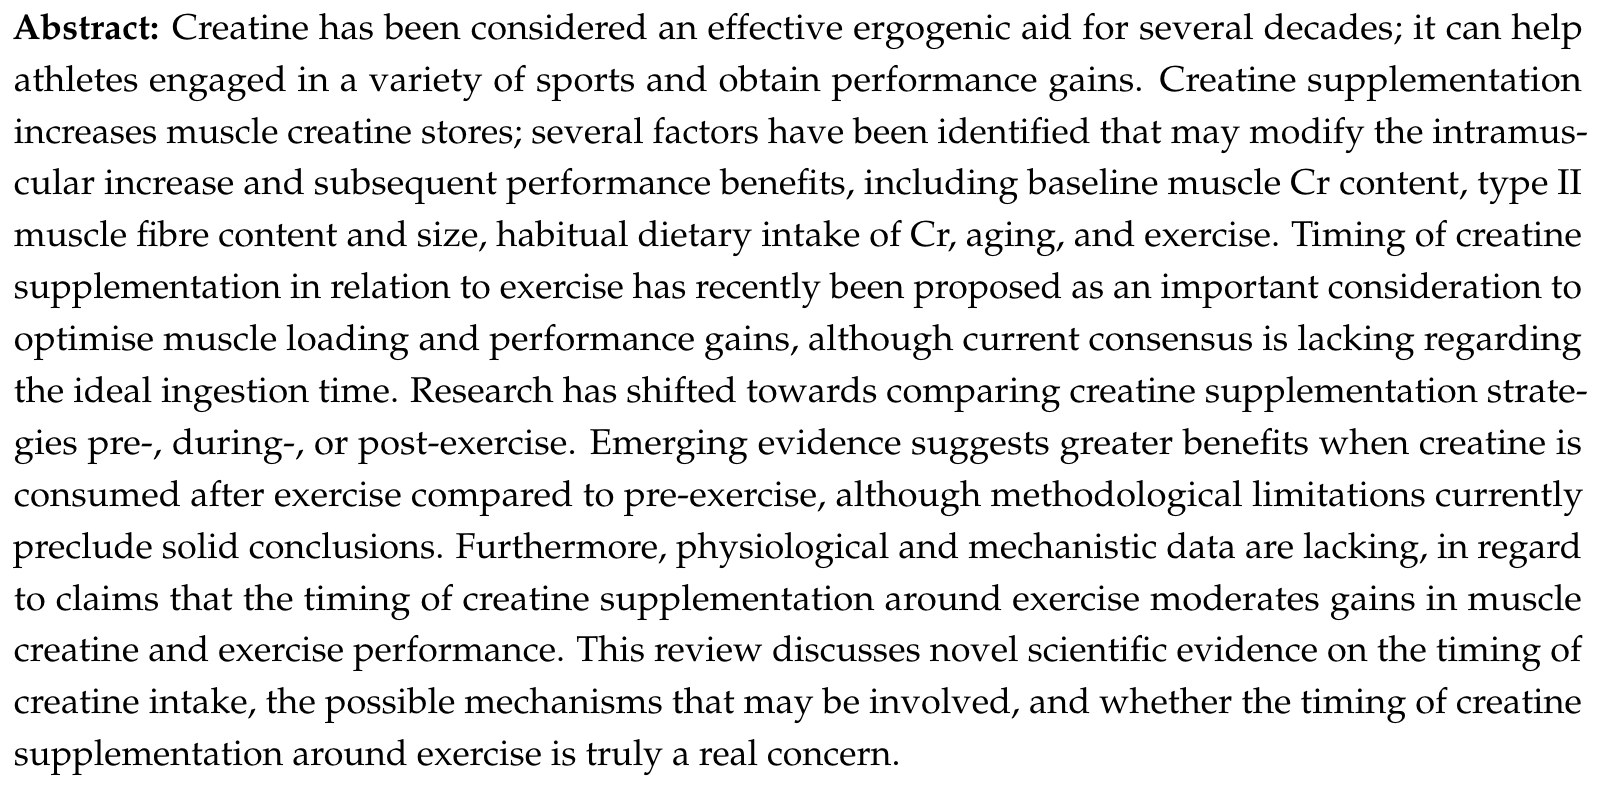 Abstract: Creatine has been considered an effective ergogenic aid for several decades; it can help
athletes engaged in a variety of sports and obtain performance gains. Creatine supplementation
increases muscle creatine stores; several factors have been identified that may modify the intramus-
cular increase and subsequent performance benefits, including baseline muscle Cr content, type II
muscle fibre content and size, habitual dietary intake of Cr, aging, and exercise. Timing of creatine
supplementation in relation to exercise has recently been proposed as an important consideration to
optimise muscle loading and performance gains, although current consensus is lacking regarding
the ideal ingestion time. Research has shifted towards comparing creatine supplementation strate-
gies pre-, during-, or post-exercise. Emerging evidence suggests greater benefits when creatine is
consumed after exercise compared to pre-exercise, although methodological limitations currently
preclude solid conclusions. Furthermore, physiological and mechanistic data are lacking, in regard
to claims that the timing of creatine supplementation around exercise moderates gains in muscle
creatine and exercise performance. This review discusses novel scientific evidence on the timing of
creatine intake, the possible mechanisms that may be involved, and whether the timing of creatine
supplementation around exercise is truly a real concern.